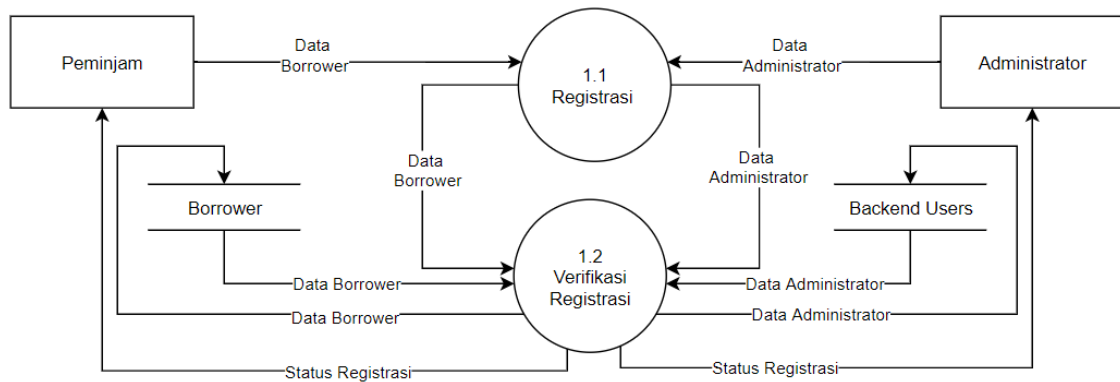 Peminjam
Data
Borrower
1.1
Registrasi
Data
Administrator
Administrator
Data
Borrower
Data
Administrator
Borrower
Backend Users
1.2
Verifikasi
Registrasi
Data Borrower
Data Administrator
Data Borrower
Data Administrator
Status Registrasi
Status Registrasi